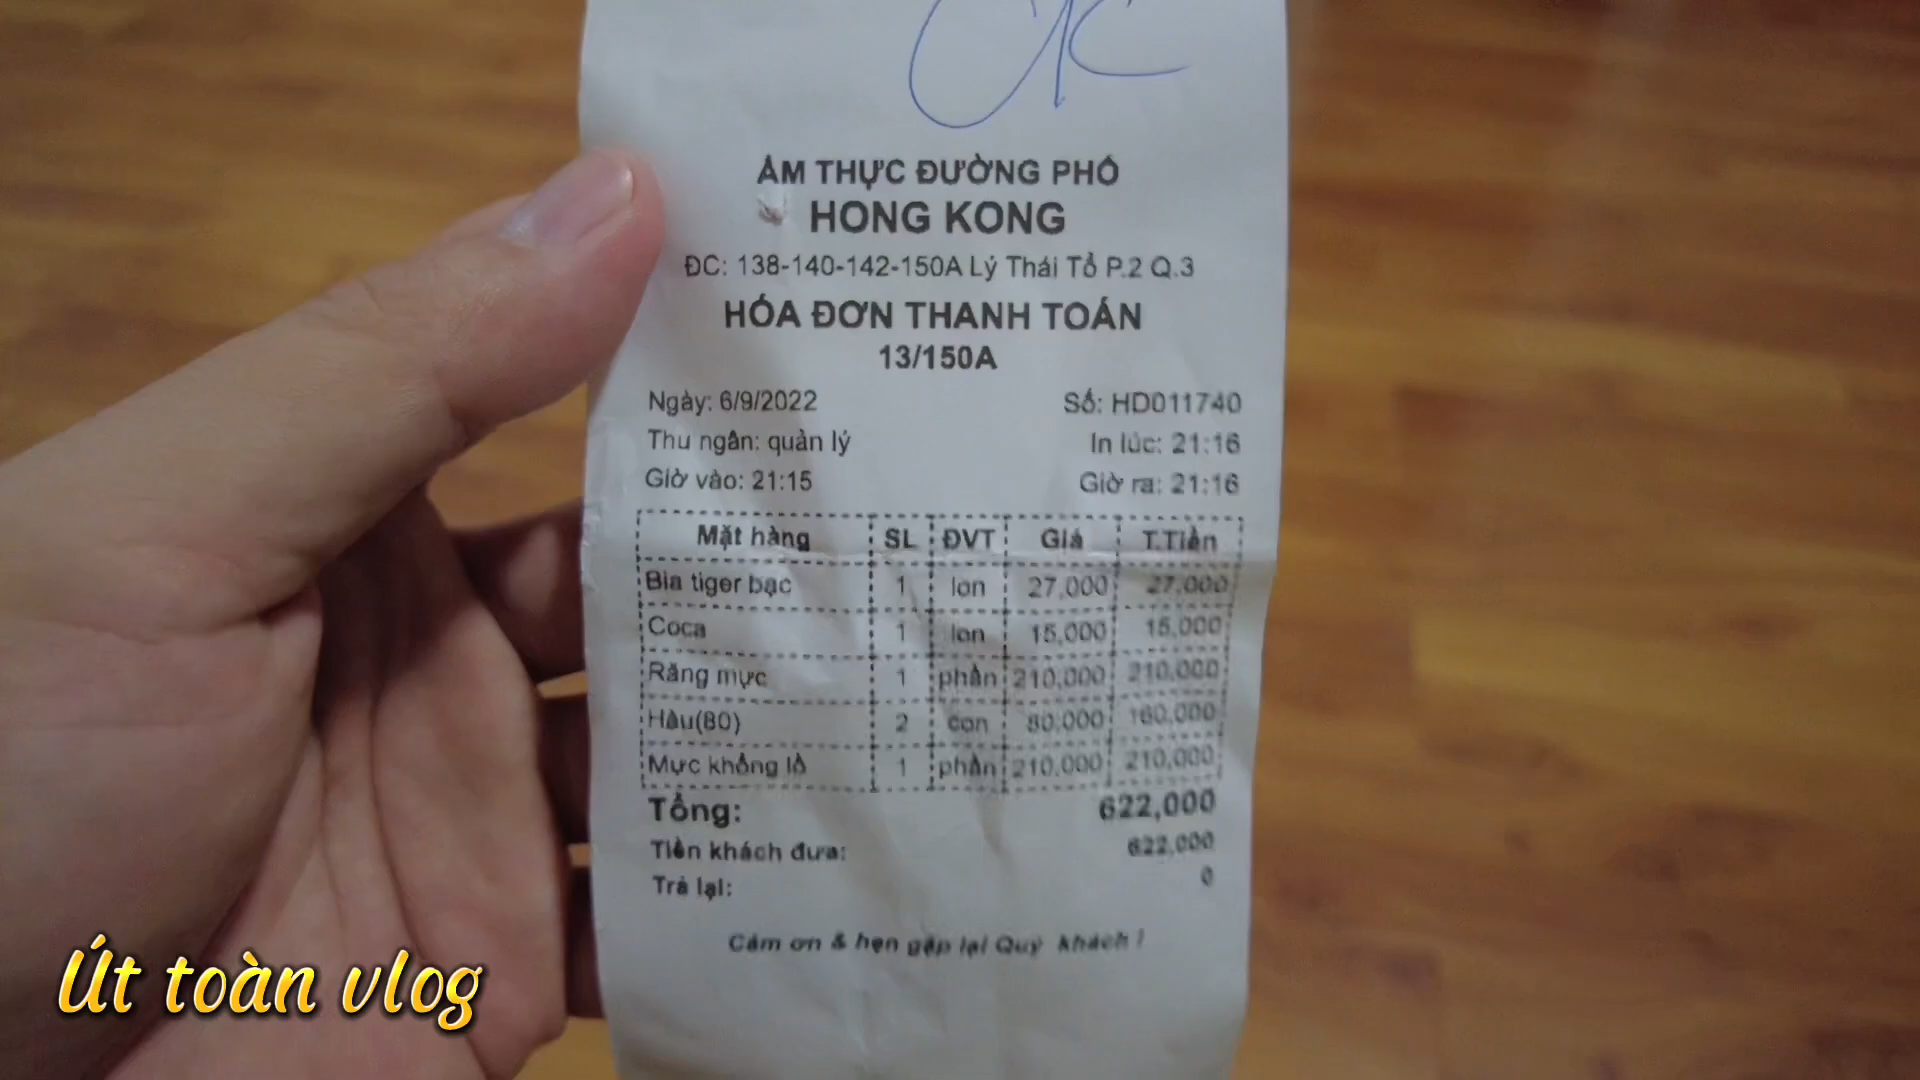 OK
ẨM THỰC ĐƯỜNG PHỐ
HONG KONG
ĐC: 138-140-142-150A Lý Thái Tổ P.2 Q.3
HÓA ĐƠN THANH TOÁN
13/150A
Ngày: 6/9/2022 Số: HD011740
Thu ngân: quản lý In lúc: 21:16
Giờ vào: 21:15 Giờ ra: 21:16
Mặt hàng SL ĐVT Giá T.Tiền
Bia tiger bạc 1 lon 27,000 27,000
Coca 1 lon 15,000 15,000
Răng mực 1 phần 210,000 210,000
Hàu(80) 2 con 80,000 160,000
Mực khổng lồ 1 phần 210,000 210,000
Tổng: 622,000
Tiền khách đưa: 622,000
Trả lại: 0
Cảm ơn & hẹn gặp lại Quý khách !
Út toàn vlog